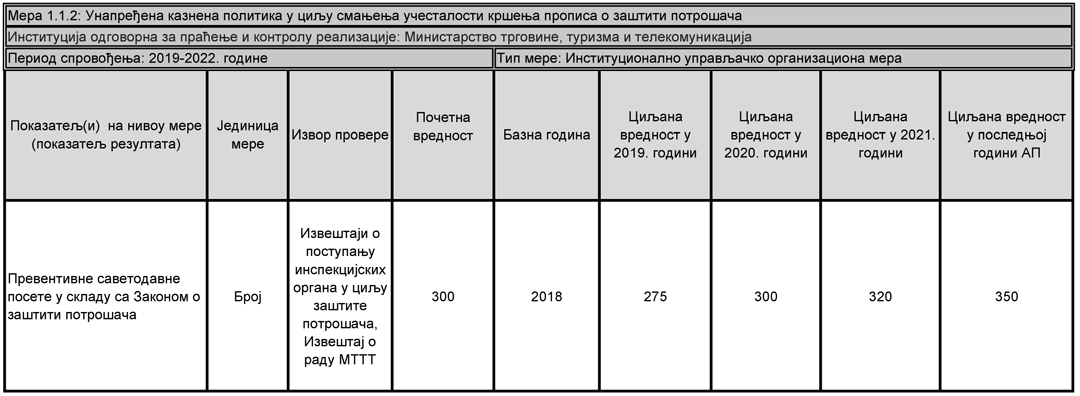 Мера 1.1.2: Унапређена казнена политика у циљу смањења учесталости кршења прописа о заштити потрошача
Институција одговорна за праћење и контролу реализације: Министарство трговине, туризма и телекомуникација
Период спровођења: 2019-2022. године
Тип мере: Институционално управљачко организациона мера
Показатељ(и) на нивоу мере
(показатељ резултата)
Јединица
мере
Извор провере
Почетна
вредност
Базна година
Циљана
вредност у
2019. години
Циљана
вредност у
2020. години
Циљана
вредност у 2021.
години
Циљана вредност
у последњој
години АП
Превентивне саветодавне
посете у складу са Законом о
заштити потрошача
Број
Извештаји о
поступању
инспекцијских
органа у циљу
заштите
потрошача,
Извештај о
раду МТТТ
300
2018
275
300
320
350